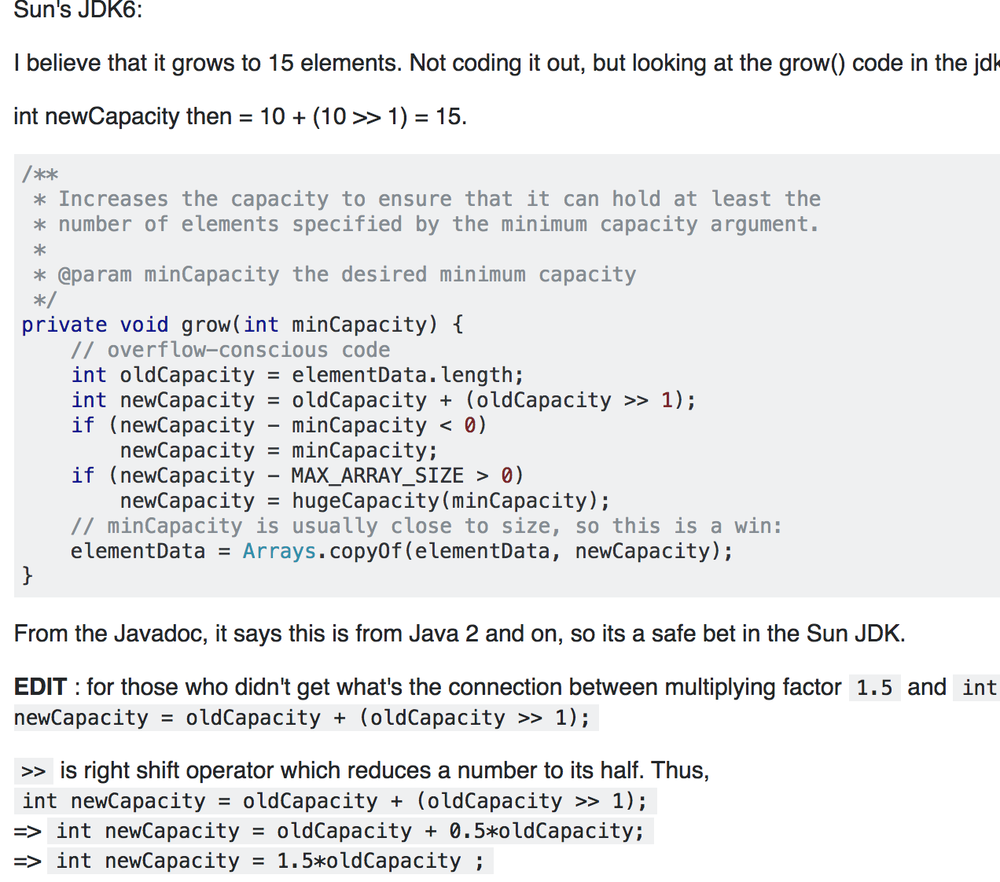 Sun's JDK6:
I believe that it grows to 15 elements. Not coding it out, but looking at the grow() code in the jdk
int newCapacity then = 10 + (10 >> 1) = 15.
/**
 * Increases the capacity to ensure that it can hold at least the
 * number of elements specified by the minimum capacity argument.
 *
 * @param minCapacity the desired minimum capacity
 */
private void grow(int minCapacity) {
    // overflow-conscious code
    int oldCapacity = elementData.length;
    int newCapacity = oldCapacity + (oldCapacity >> 1);
    if (newCapacity - minCapacity < 0)
        newCapacity = minCapacity;
    if (newCapacity - MAX_ARRAY_SIZE > 0)
        newCapacity = hugeCapacity(minCapacity);
    // minCapacity is usually close to size, so this is a win:
    elementData = Arrays.copyOf(elementData, newCapacity);
}
From the Javadoc, it says this is from Java 2 and on, so its a safe bet in the Sun JDK.
EDIT : for those who didn't get what's the connection between multiplying factor 1.5 and int
newCapacity = oldCapacity + (oldCapacity >> 1);
>> is right shift operator which reduces a number to its half. Thus,
int newCapacity = oldCapacity + (oldCapacity >> 1);
=> int newCapacity = oldCapacity + 0.5*oldCapacity;
=> int newCapacity = 1.5*oldCapacity ;